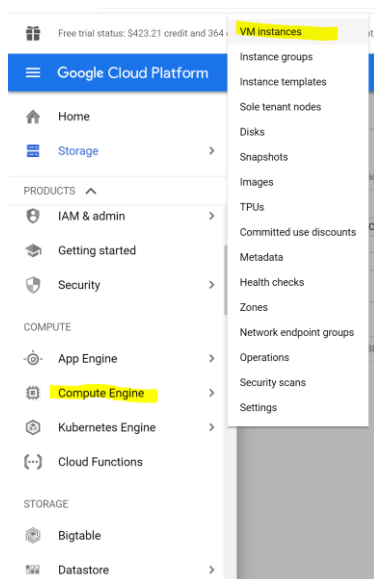 Free trial status: $423.21 credit and 364
Google Cloud Platform
Home
Storage
PRODUCTS
IAM & admin
Getting started
Security
COMPUTE
App Engine
Compute Engine
Kubernetes Engine
Cloud Functions
STORAGE
Bigtable
Datastore
VM instances
Instance groups
Instance templates
Sole tenant nodes
Disks
Snapshots
Images
TPUs
Committed use discounts
Metadata
Health checks
Zones
Network endpoint groups
Operations
Security scans
Settings